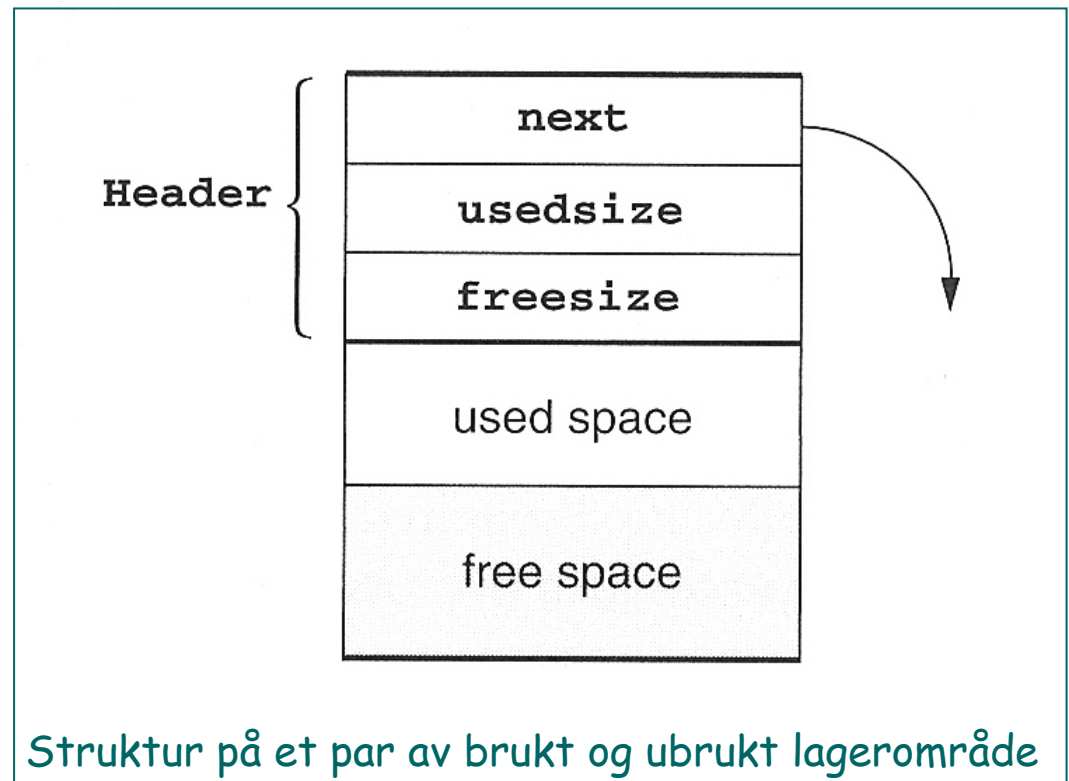 next
Header
usedsize
freesize
used space
free space
Struktur på et par av brukt og ubrukt lagerområde